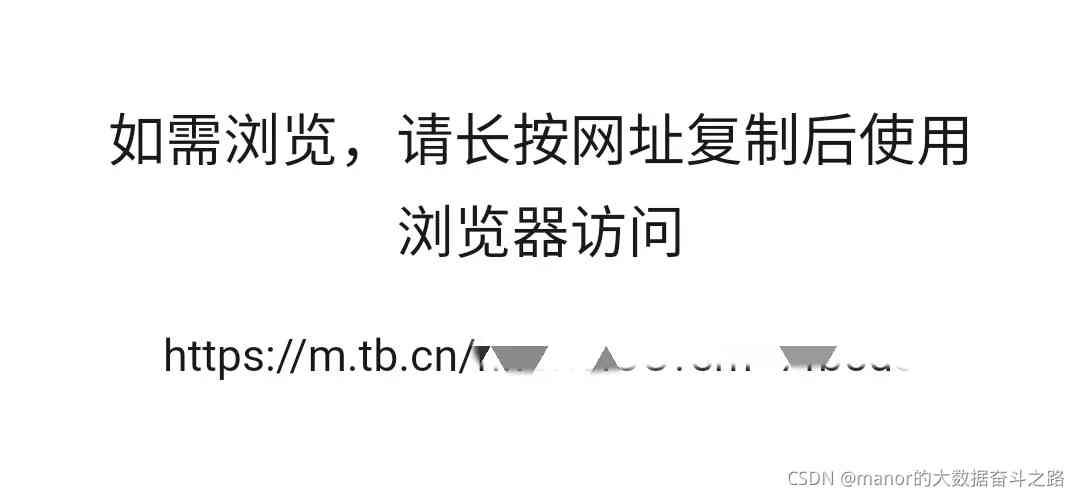 如需浏览，请长按网址复制后使用
浏览器访问
https://m.tb.cn/
CSDN @manor的大数据奋斗之路